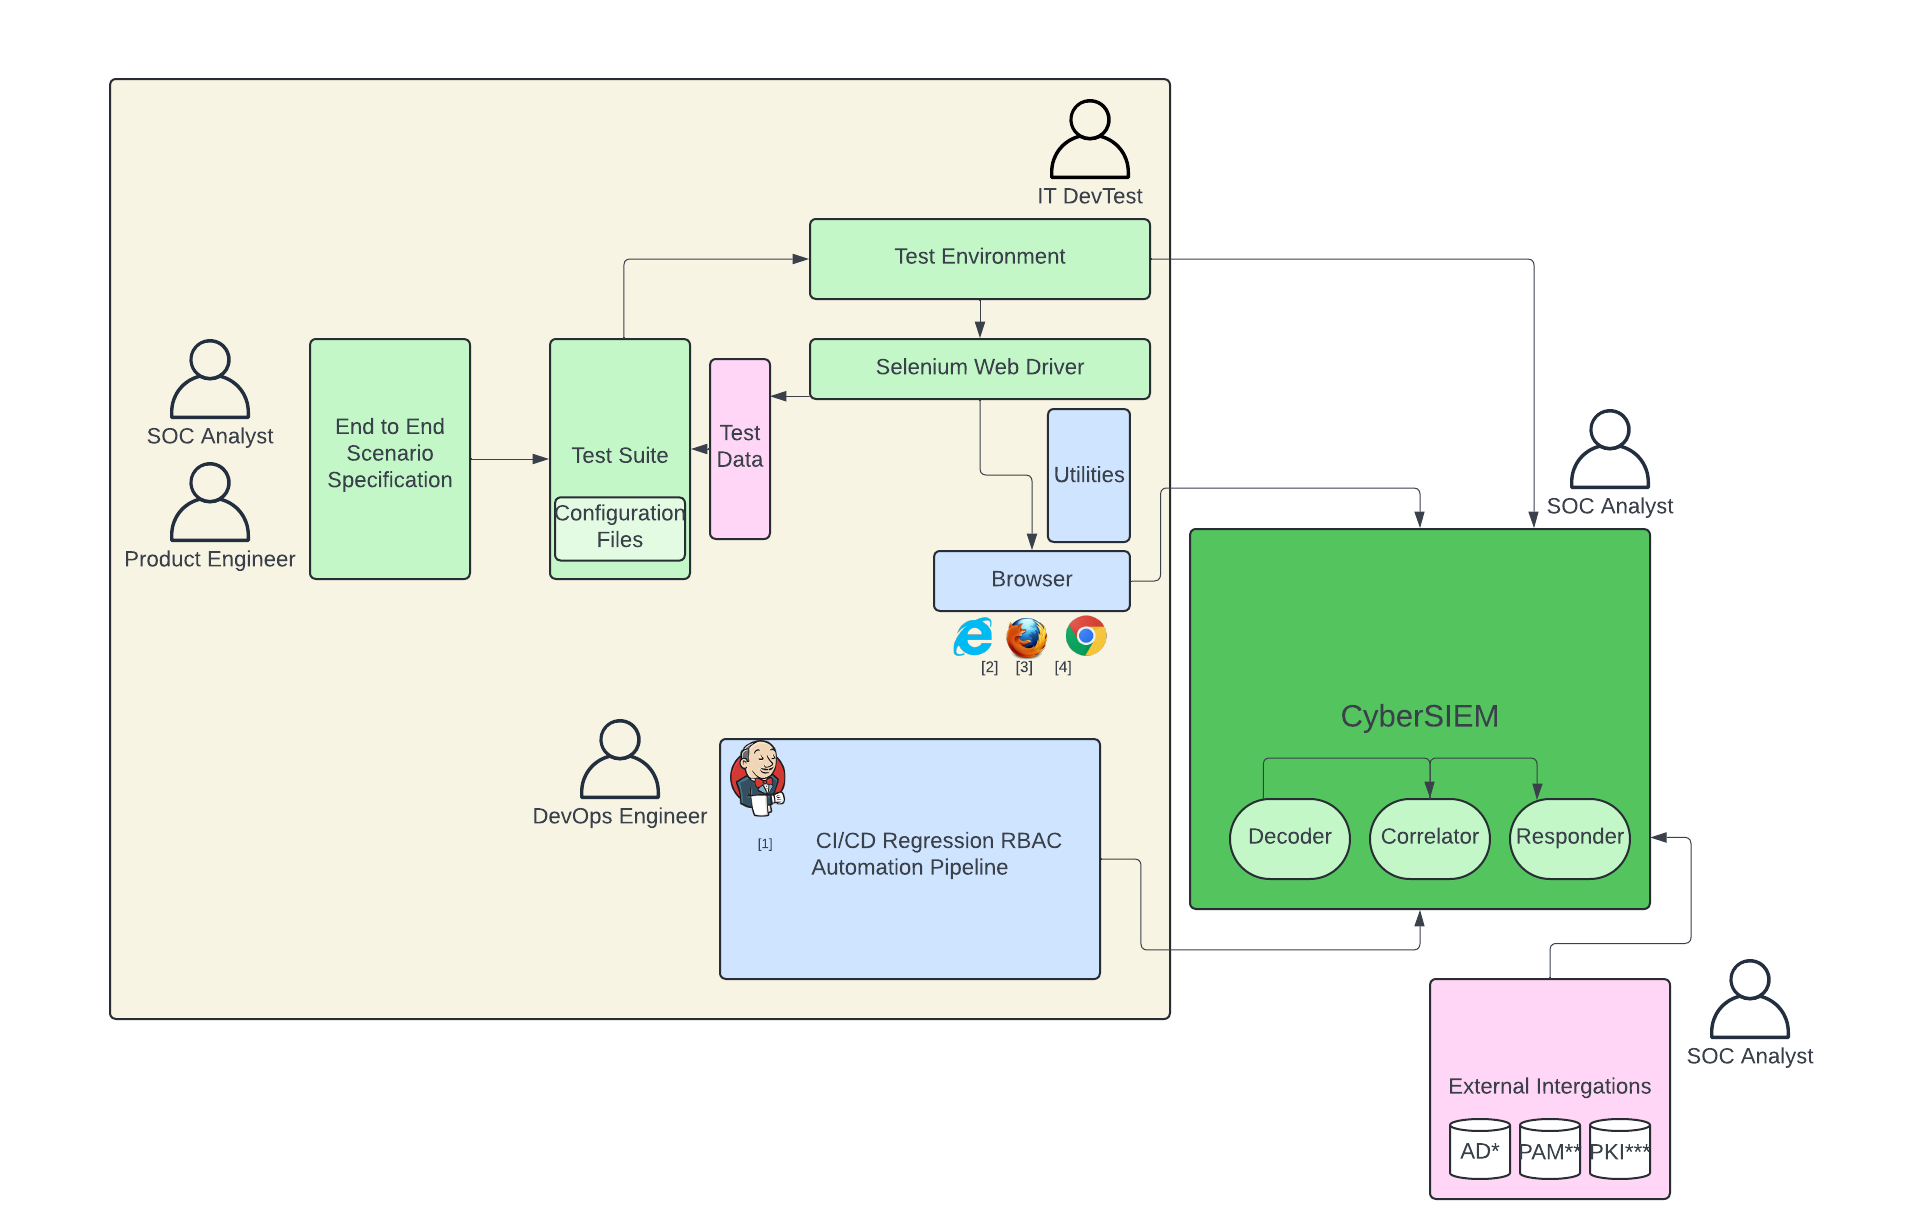 IT DevTest
Test Environment
Selenium Web Driver
SOC Analyst
Product Engineer
End to End
Scenario
Specification
Test Suite
Configuration
Files
Test
Data
Utilities
Browser
[2] [3] [4]
SOC Analyst
DevOps Engineer
[1]
CI/CD Regression RBAC
Automation Pipeline
CyberSIEM
Decoder
Correlator
Responder
SOC Analyst
External Intergations
AD*
PAM**
PKI***